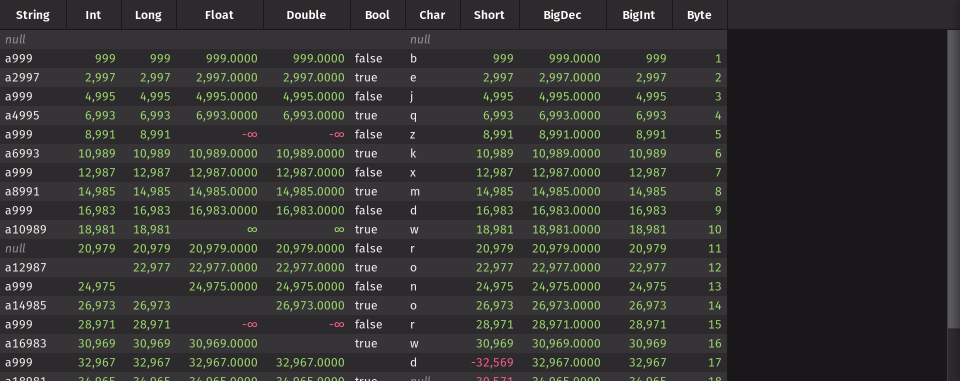 String Int Long Float Double Bool Char Short BigDec BigInt Byte
null null
a999 999 999 999.0000 999.0000 false b 999 999.0000 999 1
a2997 2,997 2,997 2,997.0000 2,997.0000 true e 2,997 2,997.0000 2,997 2
a999 4,995 4,995 4,995.0000 4,995.0000 false j 4,995 4,995.0000 4,995 3
a4995 6,993 6,993 6,993.0000 6,993.0000 true q 6,993 6,993.0000 6,993 4
a999 8,991 8,991 -∞ -∞ false z 8,991 8,991.0000 8,991 5
a6993 10,989 10,989 10,989.0000 10,989.0000 true k 10,989 10,989.0000 10,989 6
a999 12,987 12,987 12,987.0000 12,987.0000 false x 12,987 12,987.0000 12,987 7
a8991 14,985 14,985 14,985.0000 14,985.0000 true m 14,985 14,985.0000 14,985 8
a999 16,983 16,983 16,983.0000 16,983.0000 false d 16,983 16,983.0000 16,983 9
a10989 18,981 18,981 ∞ ∞ true w 18,981 18,981.0000 18,981 10
null 20,979 20,979 20,979.0000 20,979.0000 false r 20,979 20,979.0000 20,979 11
a12987 22,977 22,977.0000 22,977.0000 true o 22,977 22,977.0000 22,977 12
a999 24,975 24,975.0000 24,975.0000 false n 24,975 24,975.0000 24,975 13
a14985 26,973 26,973 26,973.0000 true o 26,973 26,973.0000 26,973 14
a999 28,971 28,971 -∞ -∞ false r 28,971 28,971.0000 28,971 15
a16983 30,969 30,969 30,969.0000 true w 30,969 30,969.0000 30,969 16
a999 32,967 32,967 32,967.0000 32,967.0000 d -32,569 32,967.0000 32,967 17
a18981 34,965 34,965 34,965.0000 34,965.0000 true null -30,571 34,965.0000 34,965 18